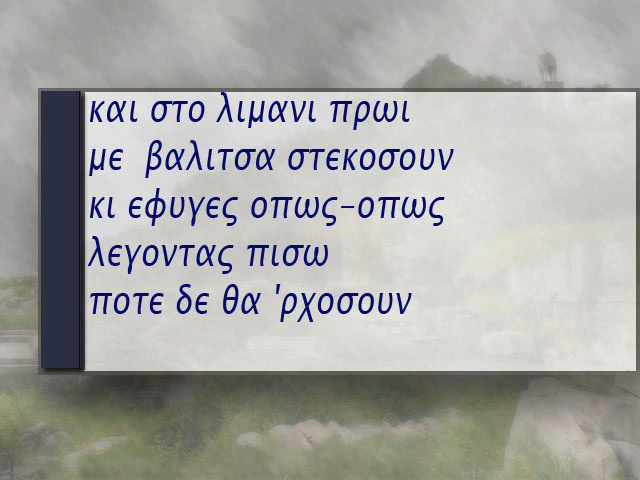 και στο λιμανι πρωι
με  βαλιτσα στεκοσουν
κι εφυγες οπως-οπως
λεγοντας πισω
ποτε δε θα 'ρχοσουν